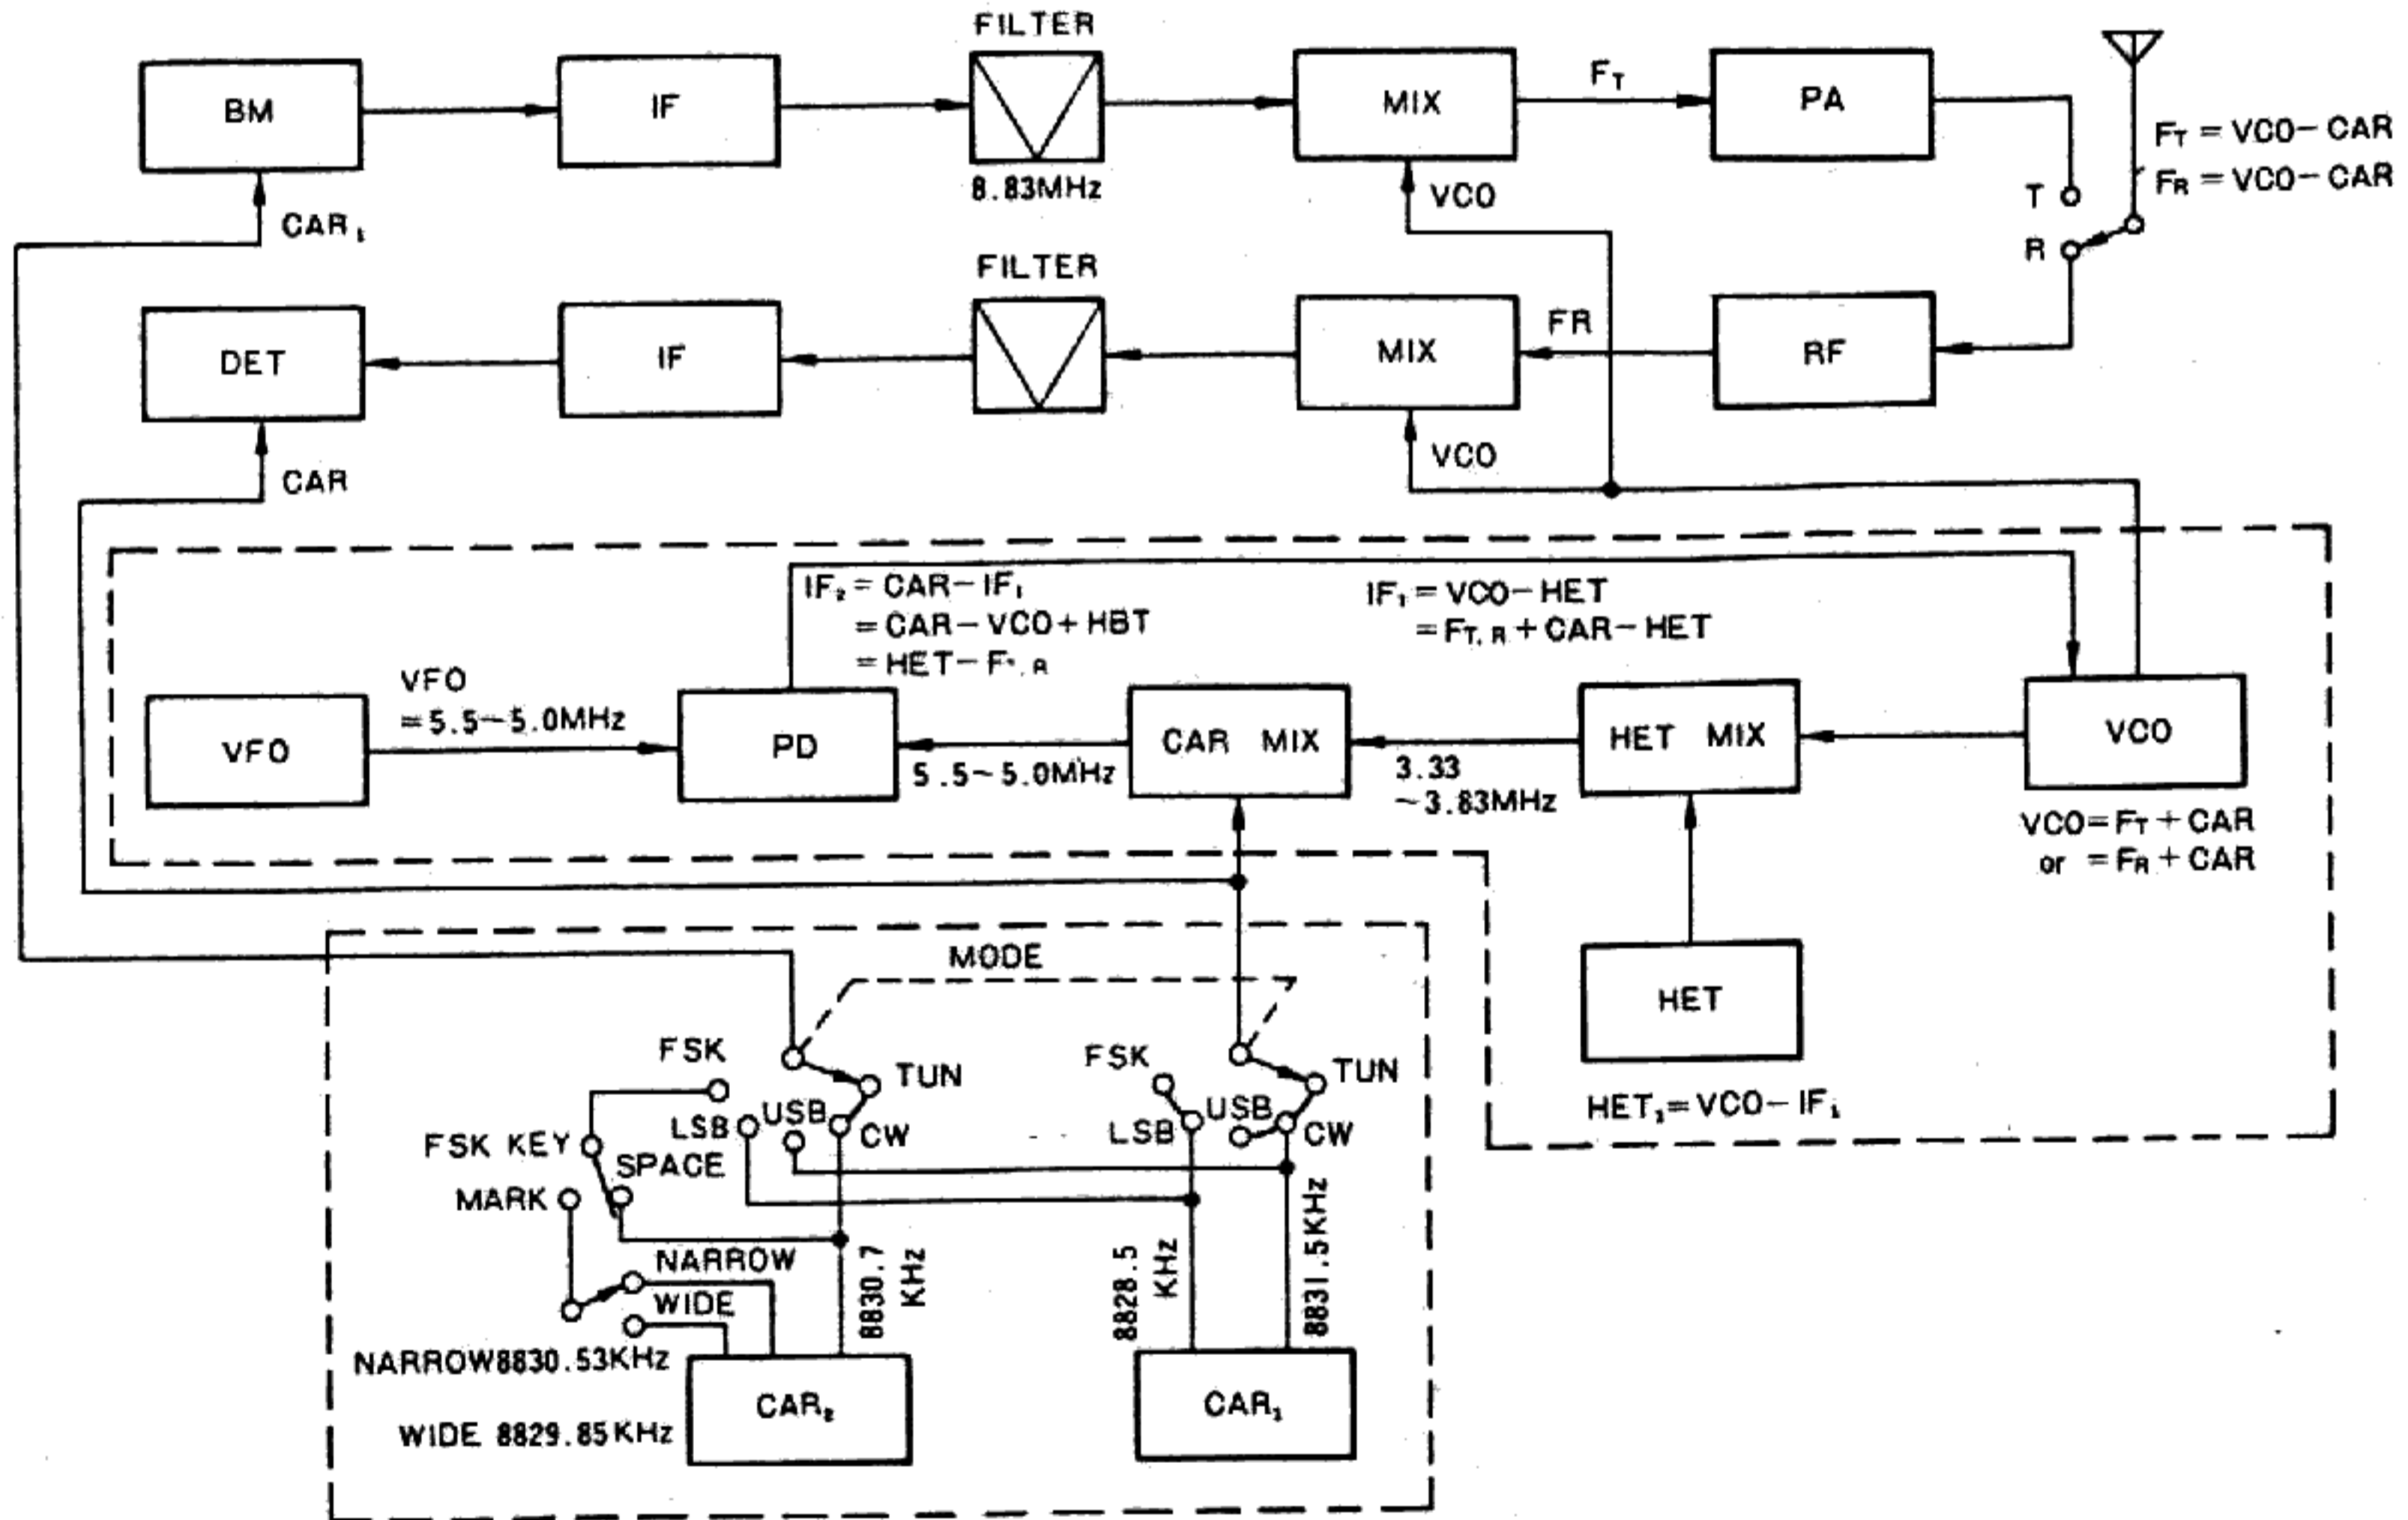 FILTER
BM
IF
MIX
FT
PA
FT = VCO- CAR
FR = VCO- CAR
8.83MHz
VCO
T
R
CAR₁
FILTER
DET
IF
MIX
FR
RF
CAR
VCO
IF₂ = CAR- IF₁
= CAR- VCO + HBT
= HET- F
IF₁ = VCO- HET
= FT, R + CAR- HET
VFO
=5.5~5.0MHz
VFO
PD
CAR MIX
HET MIX
VCO
5.5~5.0MHz
3.33
~3.83MHz
VCO= FT + CAR
or = FR + CAR
MODE
HET
HET₁= VCO- IF₁
FSK
TUN
FSK
TUN
LSB
USB
CW
LSB
USB
CW
FSK KEY
SPACE
MARK
NARROW
WIDE
8830.7
KHz
8828.5
KHz
8831.5KHz
NARROW8830.53KHz
WIDE 8829.85KHz
CAR₂
CAR₁